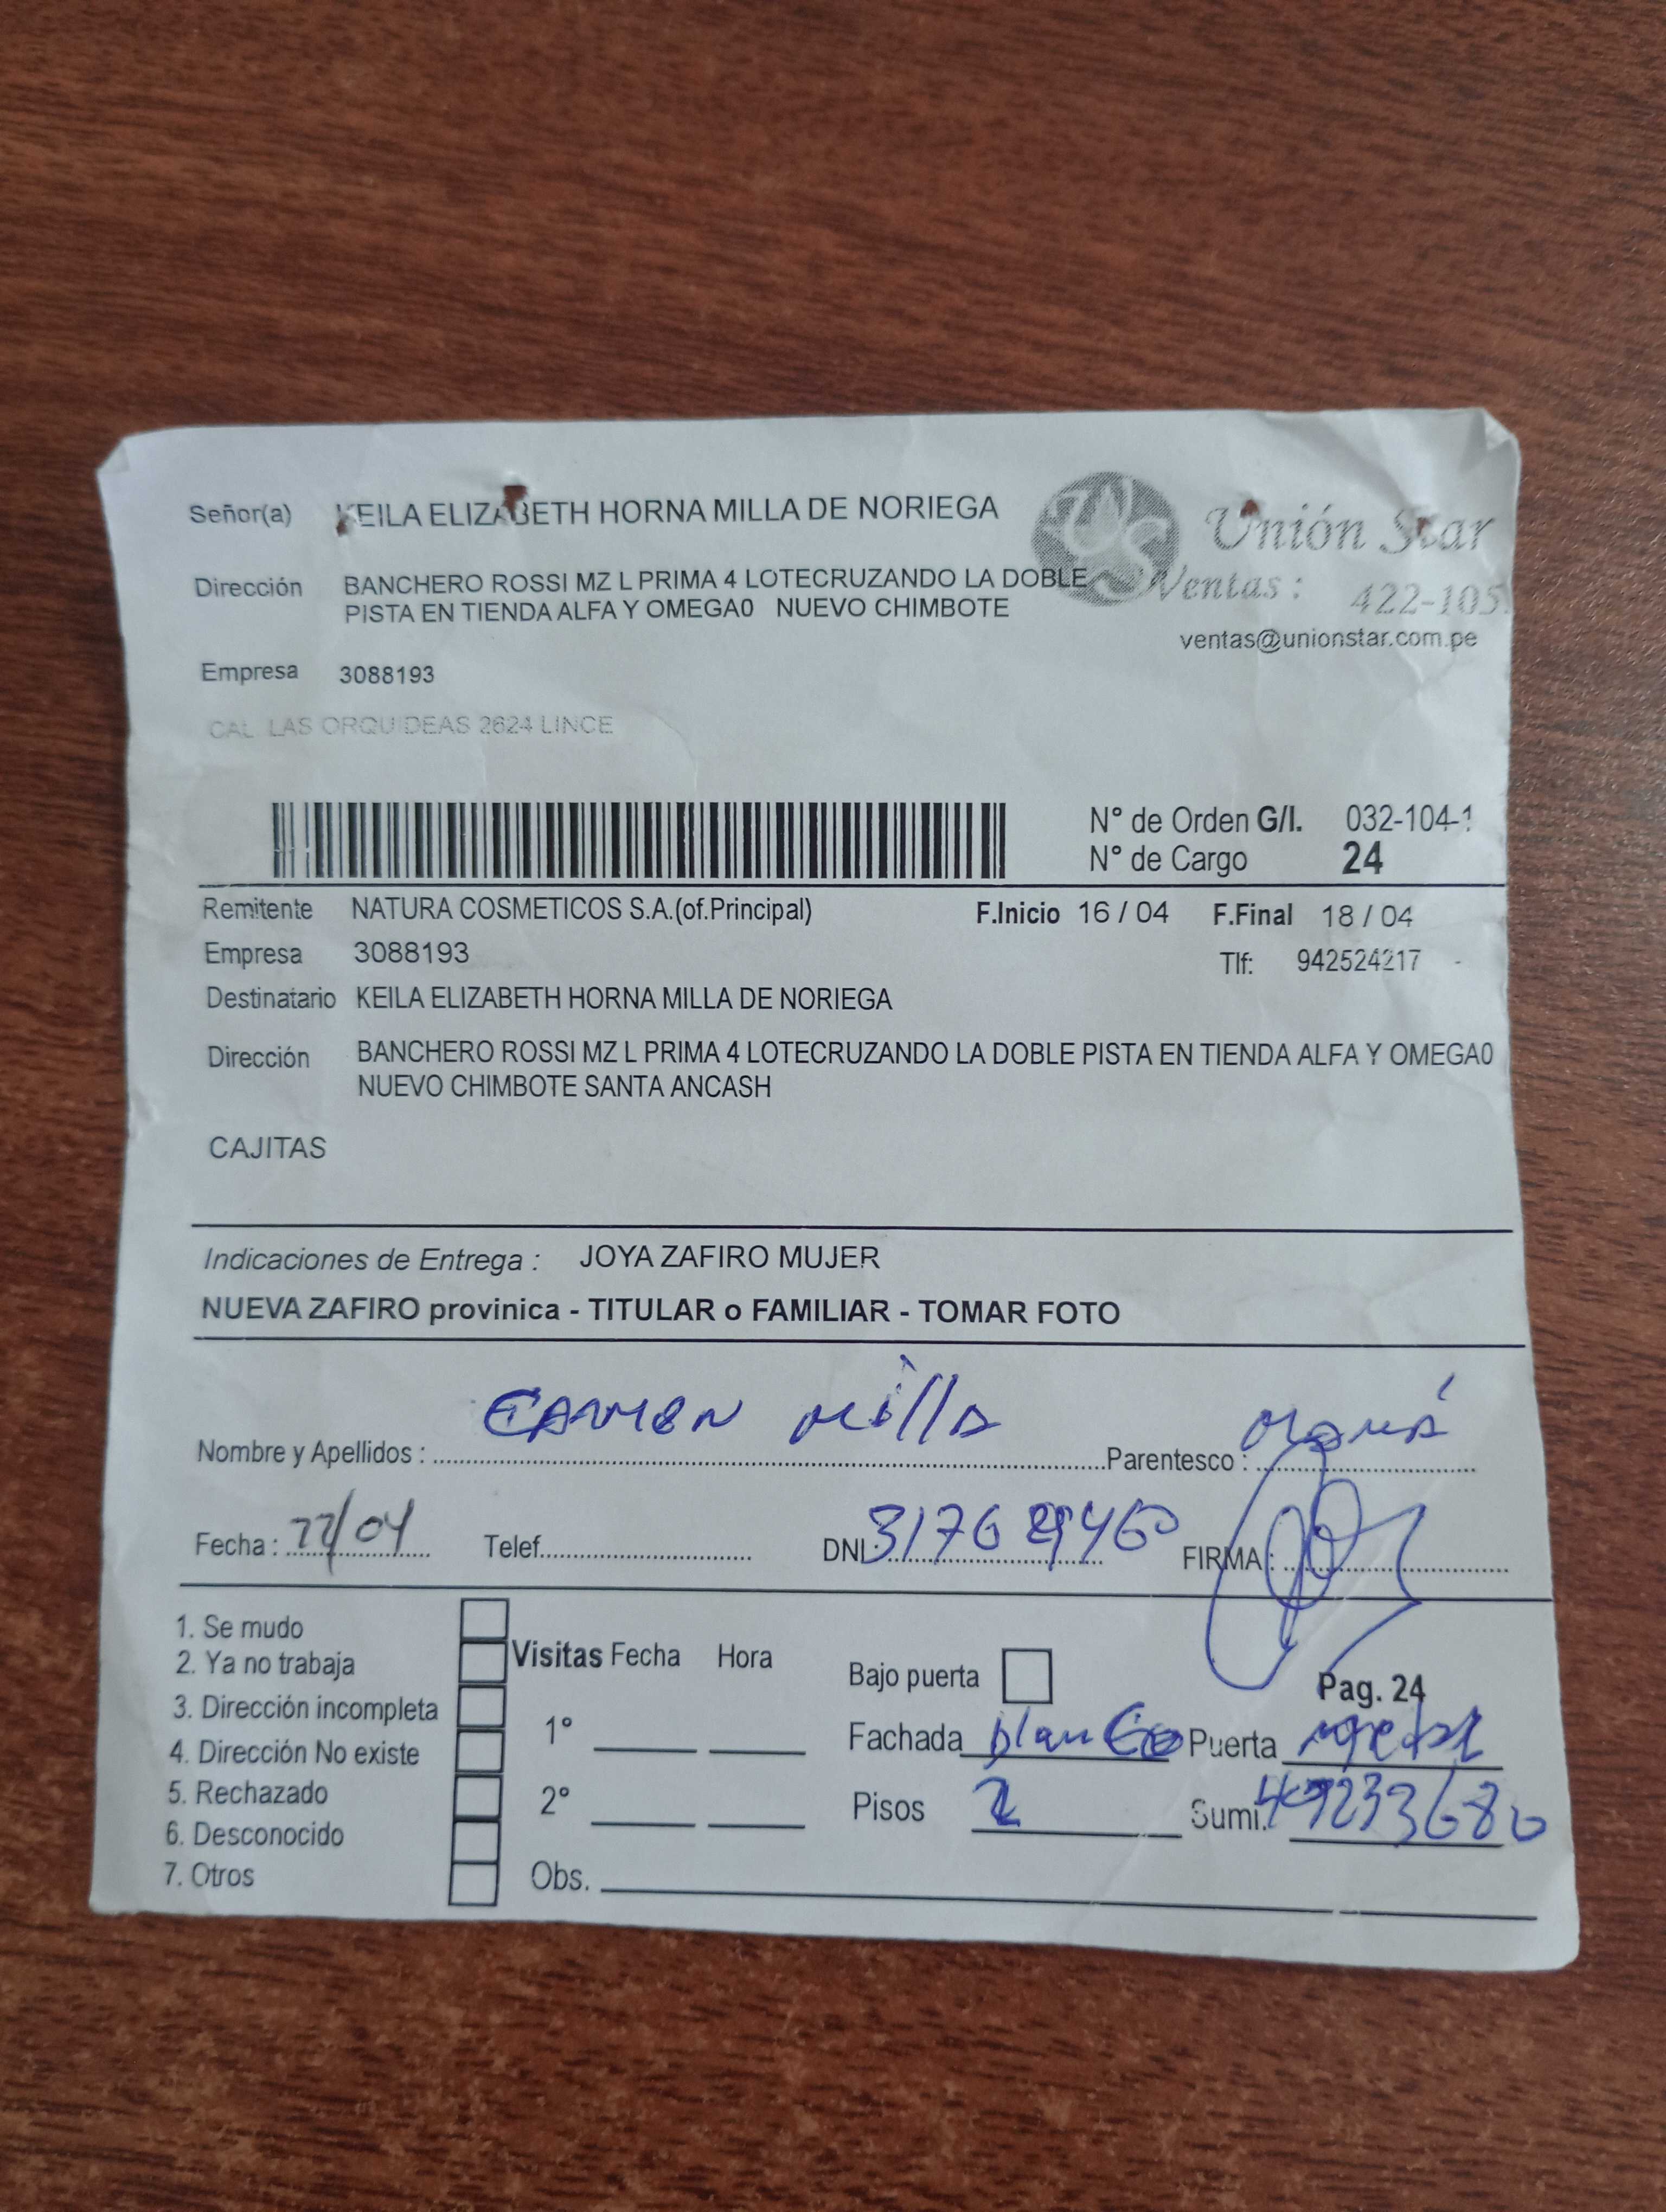 Señor(a) KEILA ELIZABETH HORNA MILLA DE NORIEGA
Unión Star
Dirección BANCHERO ROSSI MZ L PRIMA 4 LOTECRUZANDO LA DOBLE
PISTA EN TIENDA ALFA Y OMEGA0 NUEVO CHIMBOTE
Ventas : 422-105
ventas@unionstar.com.pe
Empresa 3088193
CAL LAS ORQUIDEAS 2624 LINCE
N° de Orden G/I. 032-104-1
N° de Cargo 24
Remitente NATURA COSMETICOS S.A.(of.Principal) F.Inicio 16 / 04 F.Final 18 / 04
Empresa 3088193 Tlf: 942524217 -
Destinatario KEILA ELIZABETH HORNA MILLA DE NORIEGA
Dirección BANCHERO ROSSI MZ L PRIMA 4 LOTECRUZANDO LA DOBLE PISTA EN TIENDA ALFA Y OMEGA0
NUEVO CHIMBOTE SANTA ANCASH
CAJITAS
Indicaciones de Entrega : JOYA ZAFIRO MUJER
NUEVA ZAFIRO provinica - TITULAR o FAMILIAR - TOMAR FOTO
Nombre y Apellidos : Carmen Milla Parentesco : Mamá
Fecha : 22/04 Telef. DNI: FIRMA :
1. Se mudo
2. Ya no trabaja
3. Dirección incompleta
4. Dirección No existe
5. Rechazado
6. Desconocido
7. Otros
Visitas Fecha Hora
1°
2°
Obs.
Bajo puerta
Pag. 24
Fachada blanco Puerta metal
Pisos 2 Sumi.